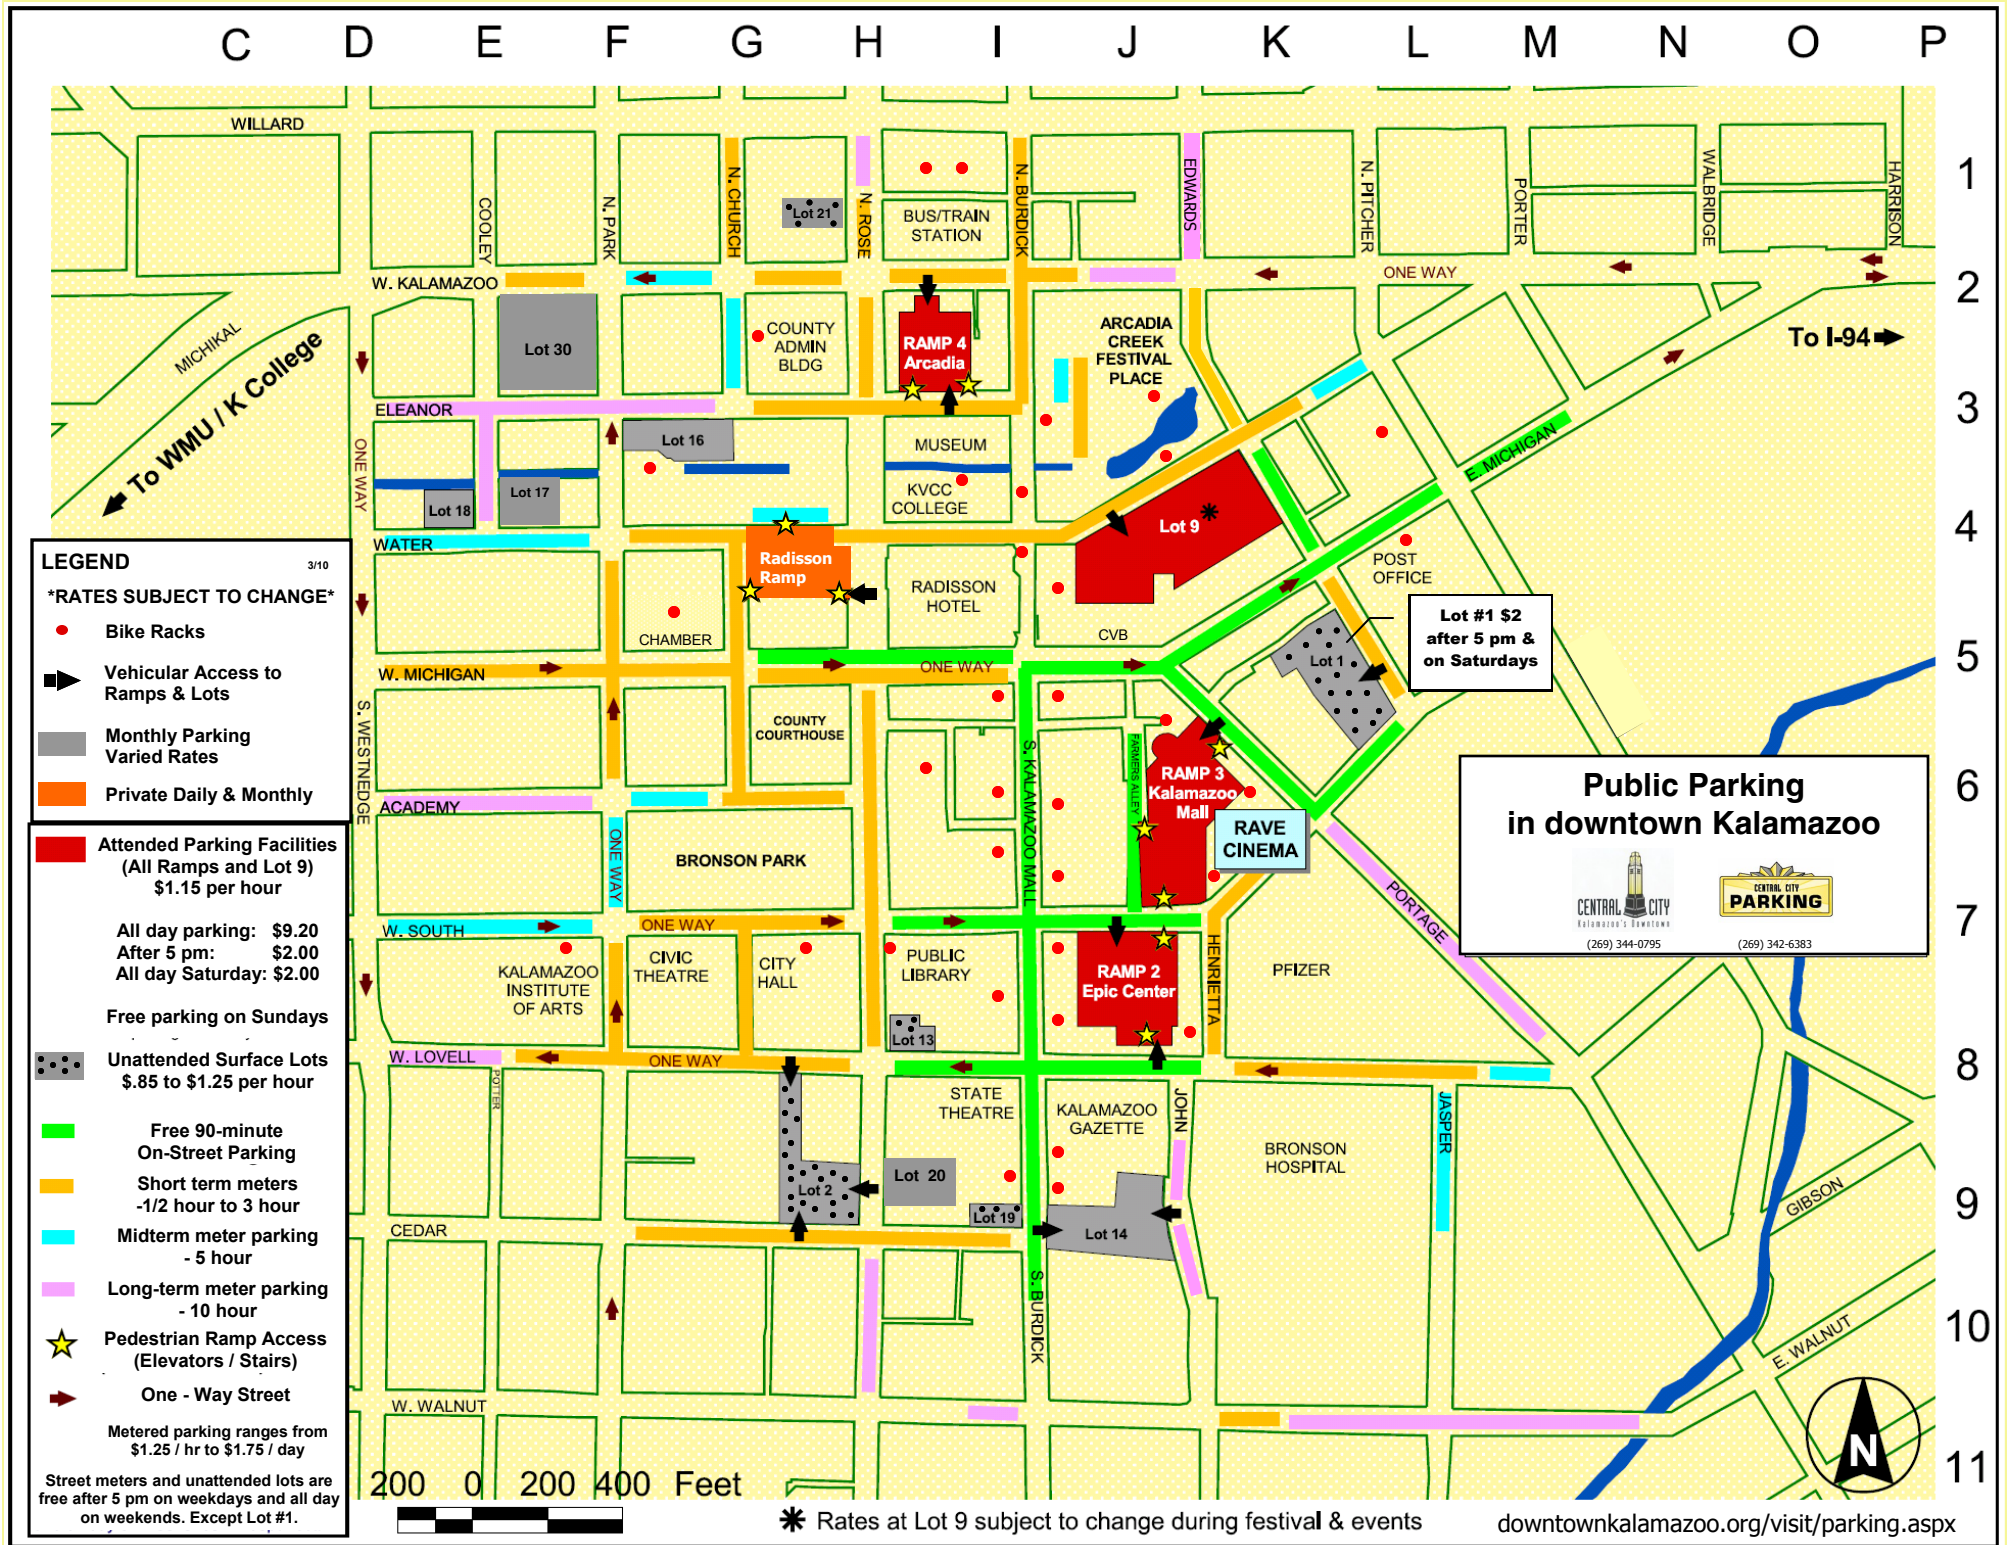 C D E F G H I J K L M N O P
1
2
3
4
5
6
7
8
9
10
11
WILLARD
COOLEY
N. PARK
N. CHURCH
Lot 21
N. ROSE
BUS/TRAIN
STATION
N. BURDICK
EDWARDS
N. PITCHER
PORTER
WALBRIDGE
HARRISON
W. KALAMAZOO
ONE WAY
MICHIKAL
To WMU / K College
Lot 30
COUNTY
ADMIN
BLDG
RAMP 4
Arcadia
ARCADIA
CREEK
FESTIVAL
PLACE
To I-94
ELEANOR
ONE WAY
Lot 16
MUSEUM
Lot 17
Lot 18
KVCC
COLLEGE
Lot 9
E. MICHIGAN
WATER
Radisson
Ramp
RADISSON
HOTEL
POST
OFFICE
CHAMBER
CVB
Lot #1 $2
after 5 pm &
on Saturdays
Lot 1
W. MICHIGAN
ONE WAY
S. WESTNEDGE
COUNTY
COURTHOUSE
S. KALAMAZOO MALL
FARMERS ALLEY
RAMP 3
Kalamazoo
Mall
ACADEMY
ONE WAY
BRONSON PARK
RAVE
CINEMA
PORTAGE
W. SOUTH
ONE WAY
KALAMAZOO
INSTITUTE
OF ARTS
CIVIC
THEATRE
CITY
HALL
PUBLIC
LIBRARY
RAMP 2
Epic Center
HENRIETTA
PFIZER
Lot 13
W. LOVELL
ONE WAY
POTTER
STATE
THEATRE
KALAMAZOO
GAZETTE
JOHN
BRONSON
HOSPITAL
JASPER
Lot 2
Lot 20
Lot 19
Lot 14
GIBSON
CEDAR
S. BURDICK
E. WALNUT
W. WALNUT
LEGEND
3/10
*RATES SUBJECT TO CHANGE*
Bike Racks
Vehicular Access to
Ramps & Lots
Monthly Parking
Varied Rates
Private Daily & Monthly
Attended Parking Facilities
(All Ramps and Lot 9)
$1.15 per hour
All day parking: $9.20
After 5 pm: $2.00
All day Saturday: $2.00
Free parking on Sundays
Unattended Surface Lots
$.85 to $1.25 per hour
Free 90-minute
On-Street Parking
Short term meters
-1/2 hour to 3 hour
Midterm meter parking
- 5 hour
Long-term meter parking
- 10 hour
Pedestrian Ramp Access
(Elevators / Stairs)
One - Way Street
Metered parking ranges from
$1.25 / hr to $1.75 / day
Street meters and unattended lots are
free after 5 pm on weekdays and all day
on weekends. Except Lot #1.
Public Parking
in downtown Kalamazoo
CENTRAL CITY
Kalamazoo's Downtown
(269) 344-0795
CENTRAL CITY
PARKING
(269) 342-6383
N
200 0 200 400 Feet
Rates at Lot 9 subject to change during festival & events
downtownkalamazoo.org/visit/parking.aspx